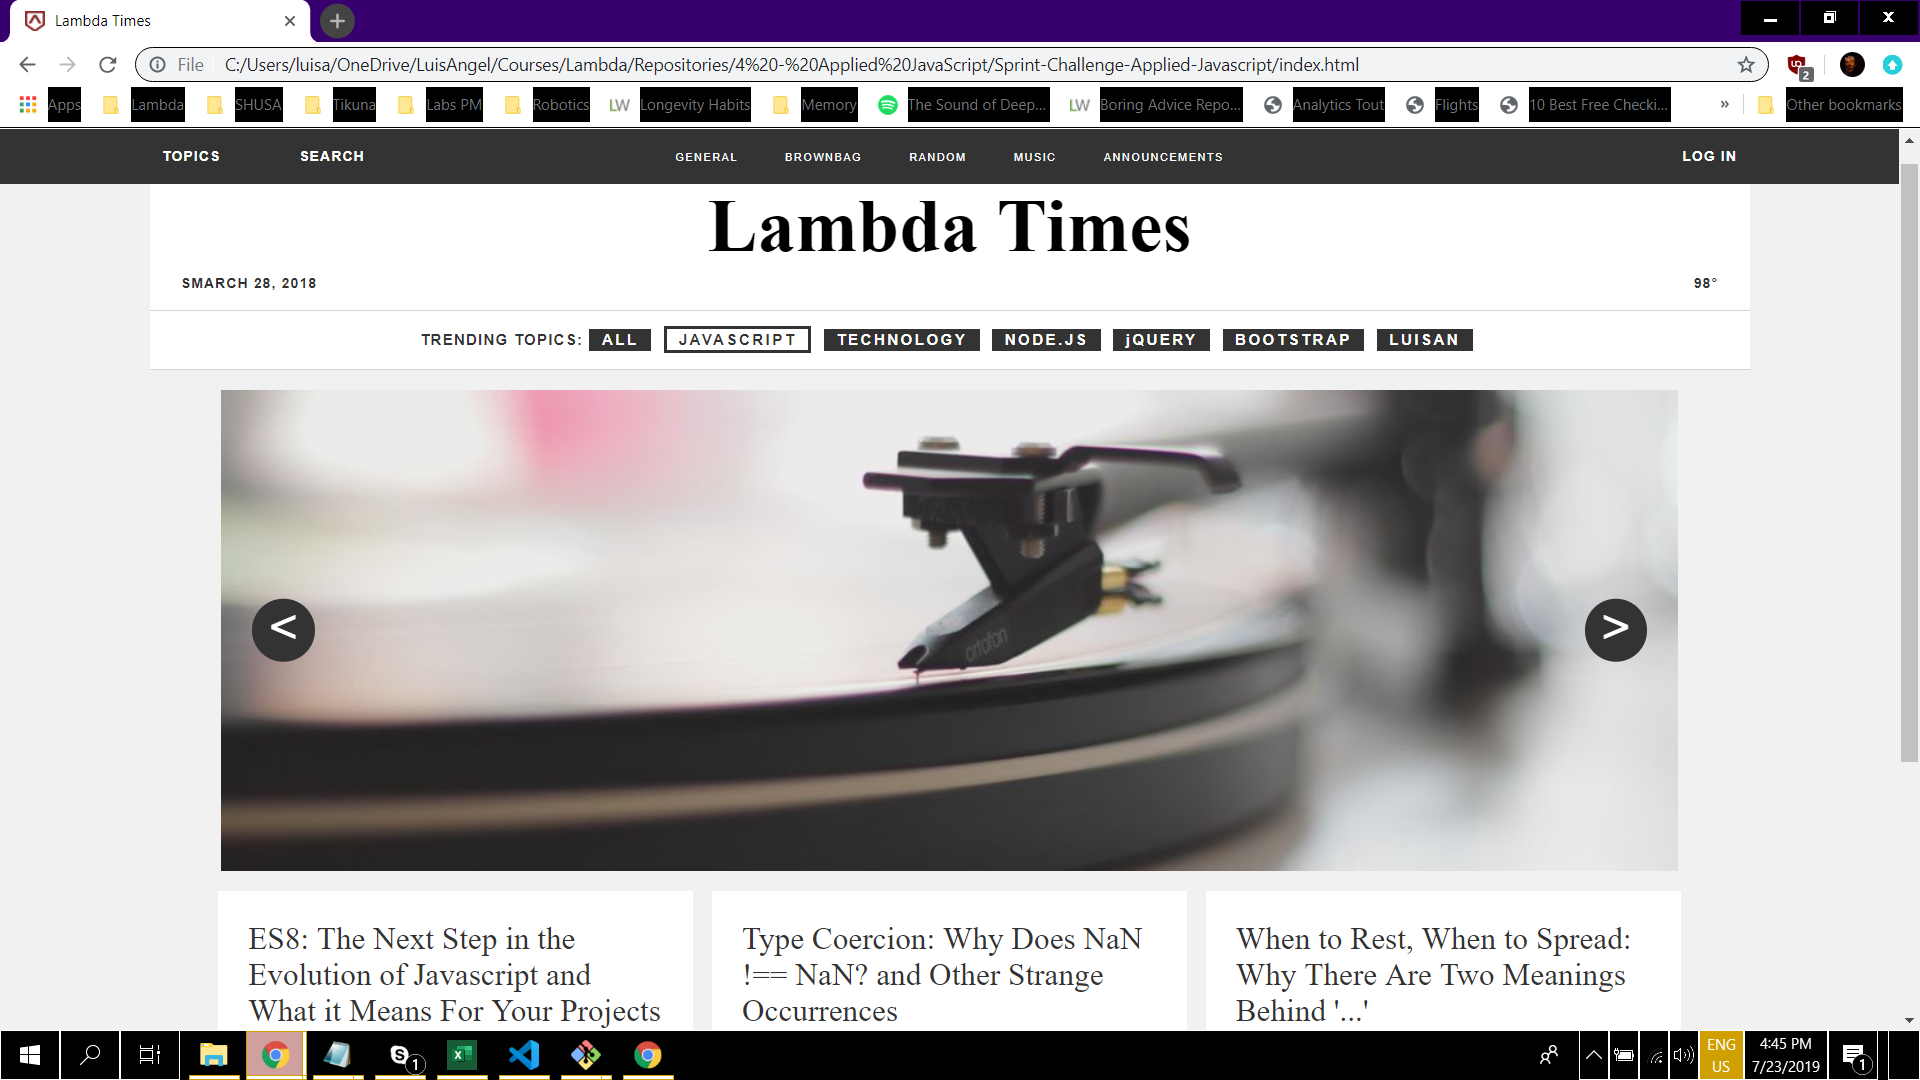 Lambda Times
File C:/Users/luisa/OneDrive/LuisAngel/Courses/Lambda/Repositories/4%20-%20Applied%20JavaScript/Sprint-Challenge-Applied-Javascript/index.html
2
Apps Lambda SHUSA Tikuna Labs PM Robotics LW Longevity Habits Memory The Sound of Deep... LW Boring Advice Repo... Analytics Tout Flights 10 Best Free Checki... » Other bookmarks
TOPICS SEARCH GENERAL BROWNBAG RANDOM MUSIC ANNOUNCEMENTS LOG IN
Lambda Times
SMARCH 28, 2018 98°
TRENDING TOPICS: ALL JAVASCRIPT TECHNOLOGY NODE.JS jQUERY BOOTSTRAP LUISAN
ortofon
< >
ES8: The Next Step in the
Evolution of Javascript and
What it Means For Your Projects
Type Coercion: Why Does NaN
!== NaN? and Other Strange
Occurrences
When to Rest, When to Spread:
Why There Are Two Meanings
Behind '...'
1
ENG
US
4:45 PM
7/23/2019
1